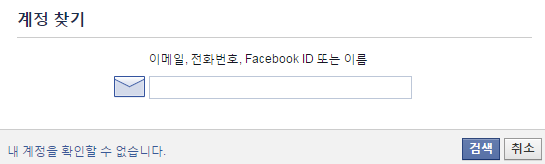 계정 찾기
이메일, 전화번호, Facebook ID 또는 이름
내 계정을 확인할 수 없습니다.
검색
취소